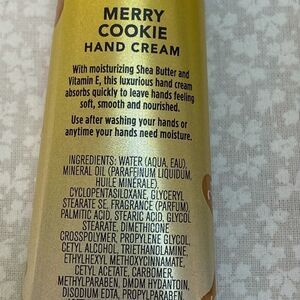 MERRY
COOKIE
HAND CREAM
With moisturizing Shea Butter and
Vitamin E, this luxurious hand cream
absorbs quickly to leave hands feeling
soft, smooth and nourished.
Use after washing your hands or
anytime your hands need moisture.
INGREDIENTS: WATER (AQUA, EAU),
MINERAL OIL (PARAFFINUM LIQUIDUM,
HUILE MINÉRALE),
CYCLOPENTASILOXANE, GLYCERYL
STEARATE SE, FRAGRANCE (PARFUM),
PALMITIC ACID, STEARIC ACID, GLYCOL
STEARATE, DIMETHICONE
CROSSPOLYMER, PROPYLENE GLYCOL,
CETYL ALCOHOL, TRIETHANOLAMINE,
ETHYLHEXYL METHOXYCINNAMATE,
CETYL ACETATE, CARBOMER,
METHYLPARABEN, DMDM HYDANTOIN,
DISODIUM EDTA, PROPYLPARABEN,